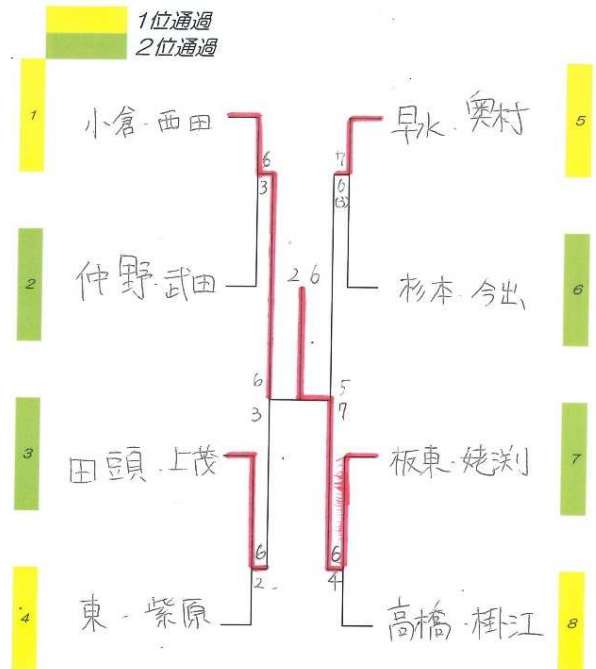 1位通過
2位通過
1 小倉・西田 早水・奥村 5
6 7
3 6
(3)
2 仲野・武田 杉本・今出 6
2 6
6 5
3 7
3 田頭・上茂 板東・姥渕 7
6 6
2 4
4 東・紫原 高橋・掛江 8